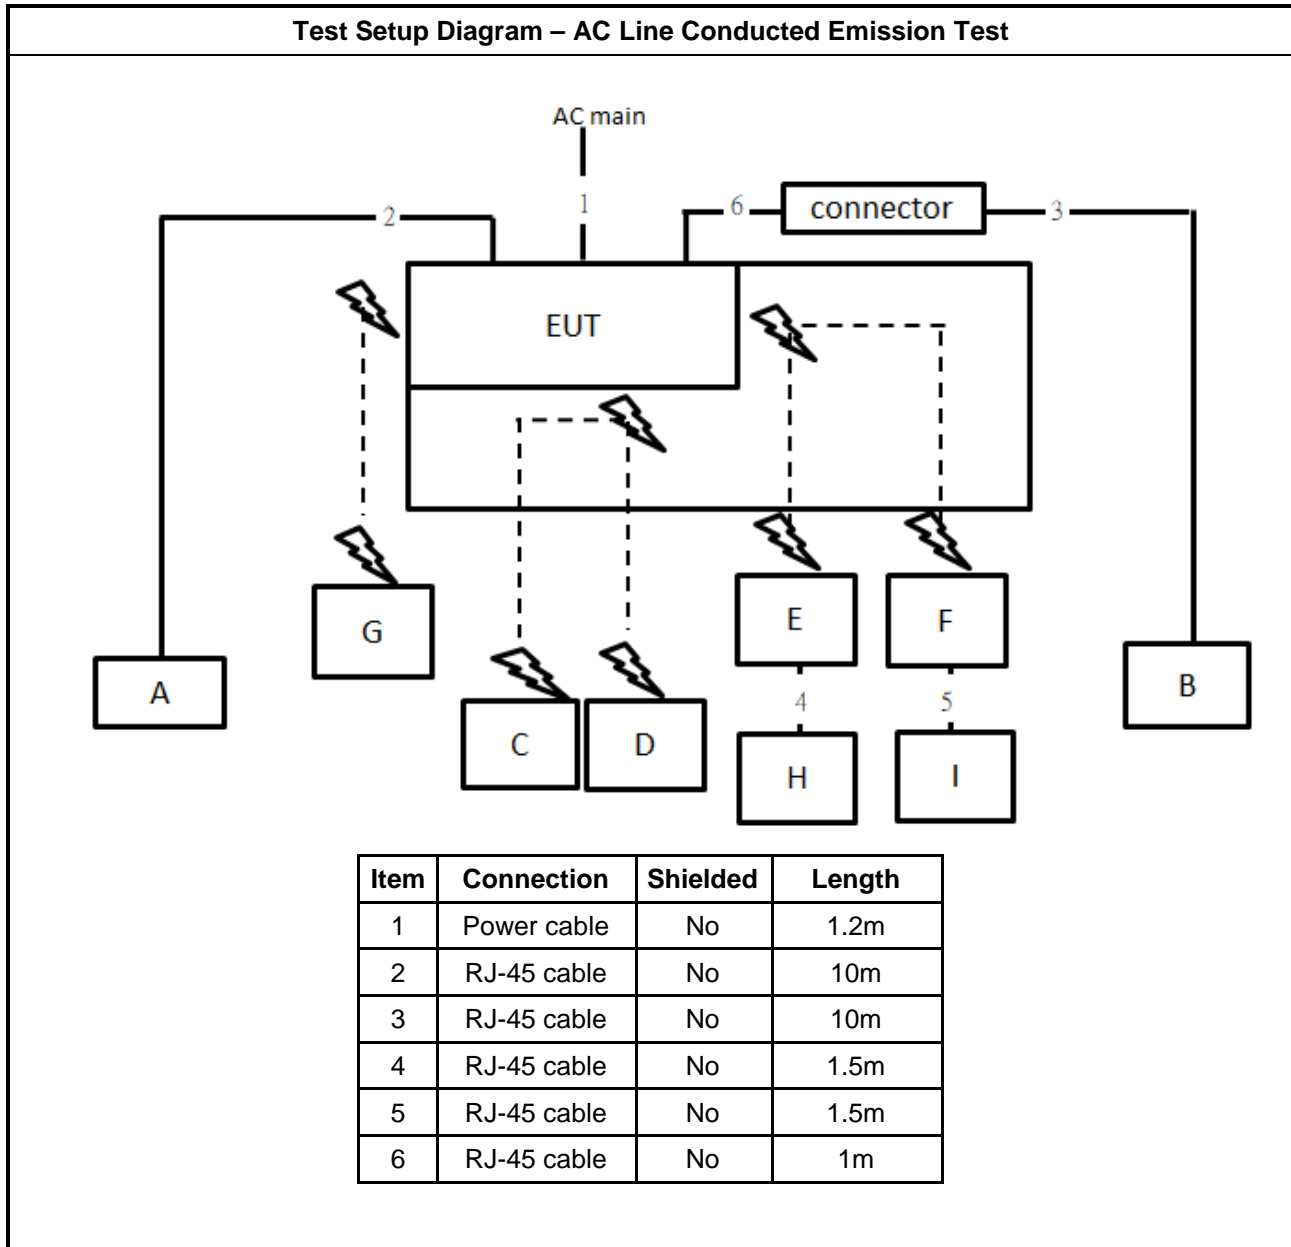 Test Setup Diagram – AC Line Conducted Emission Test
AC main
2
1
6
connector
3
EUT
G
E
F
A
B
C
D
4
5
H
I
Item Connection Shielded Length
1 Power cable No 1.2m
2 RJ-45 cable No 10m
3 RJ-45 cable No 10m
4 RJ-45 cable No 1.5m
5 RJ-45 cable No 1.5m
6 RJ-45 cable No 1m